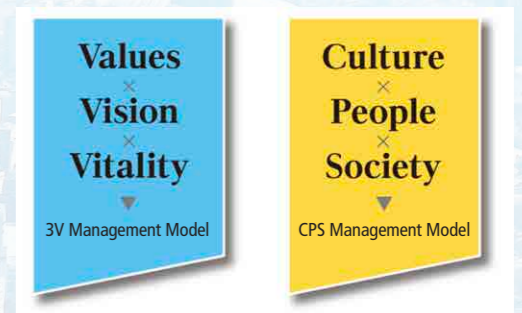 Values
×
Vision
×
Vitality
▼
3V Management Model
Culture
×
People
×
Society
▼
CPS Management Model